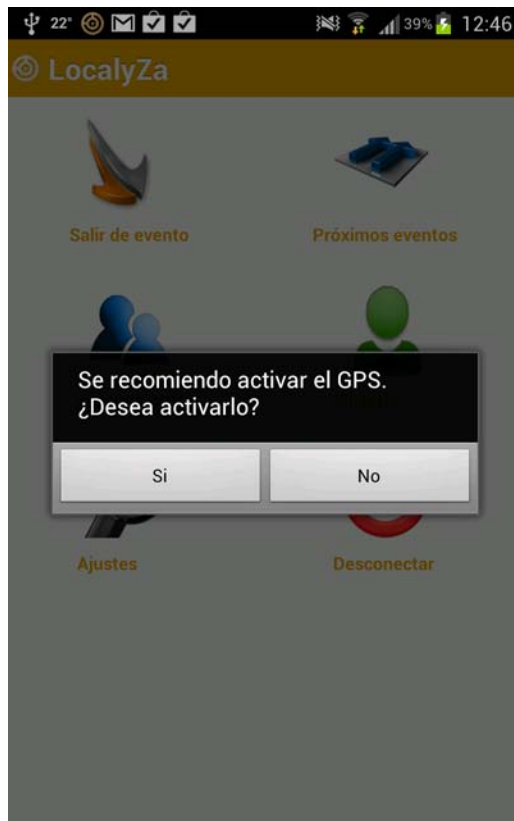 22° 39% 12:46
LocalyZa
Salir de evento Próximos eventos
Se recomiendo activar el GPS.
¿Desea activarlo?
Si No
Ajustes Desconectar